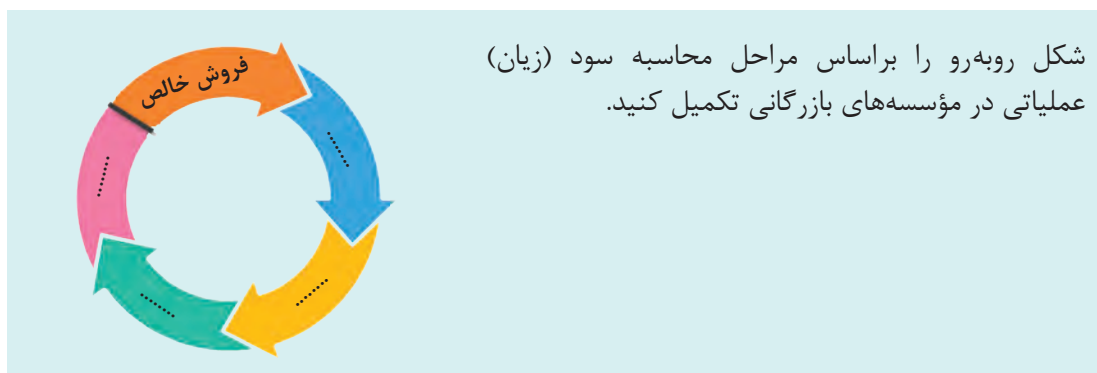 شکل روبه‌رو را براساس مراحل محاسبه سود (زیان)
عملیاتی در مؤسسه‌های بازرگانی تکمیل کنید.
فروش خالص
........
........
........
........